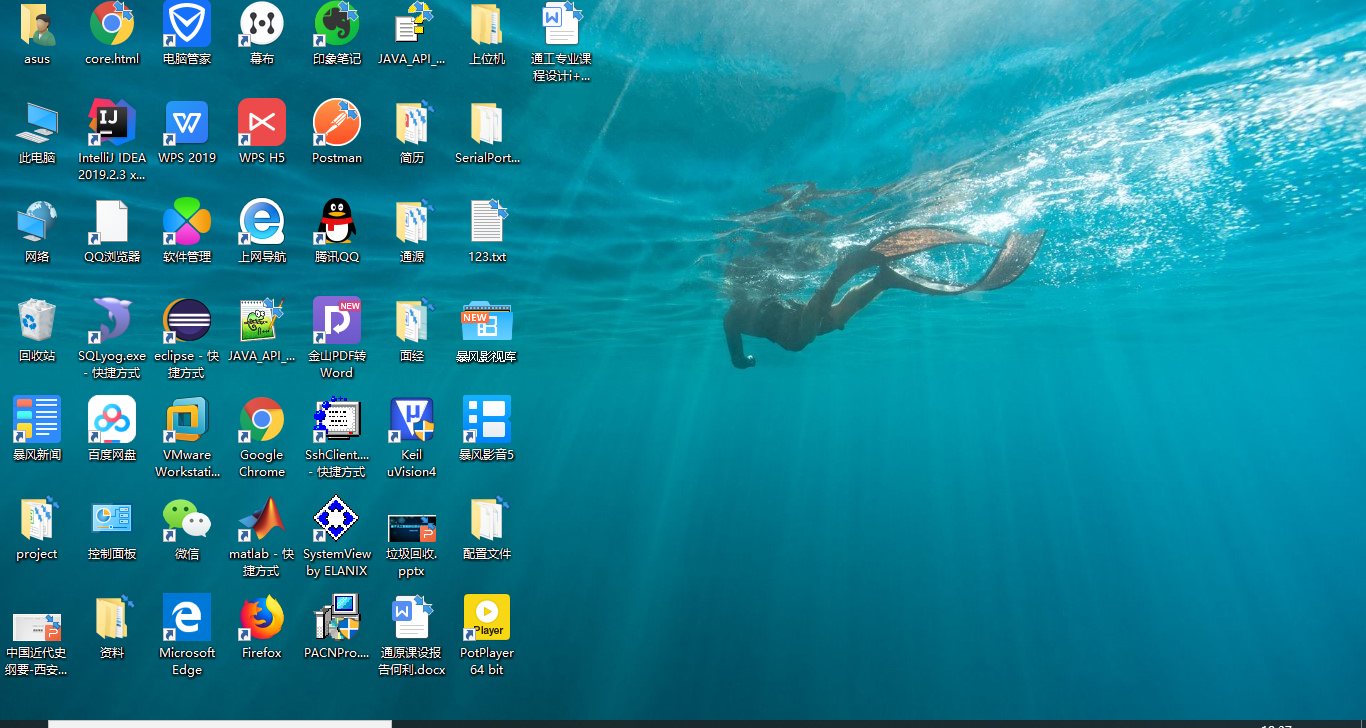 asus
core.html
电脑管家
幕布
印象笔记
JAVA_API_...
上位机
通工专业课
程设计i+...
此电脑
IntelliJ IDEA
2019.2.3 x...
WPS 2019
WPS H5
Postman
简历
SerialPort...
网络
QQ浏览器
软件管理
上网导航
腾讯QQ
通源
123.txt
回收站
SQLyog.exe
- 快捷方式
eclipse - 快
捷方式
JAVA_API_...
NEW
金山PDF转
Word
面经
NEW
暴风影视库
暴风新闻
百度网盘
VMware
Workstati...
Google
Chrome
SshClient....
- 快捷方式
Keil
uVision4
暴风影音5
project
控制面板
微信
matlab - 快
捷方式
SystemView
by ELANIX
垃圾回收.
pptx
配置文件
中国近代史
纲要-西安...
资料
Microsoft
Edge
Firefox
PACNPro....
通原课设报
告何利.docx
Player
PotPlayer
64 bit